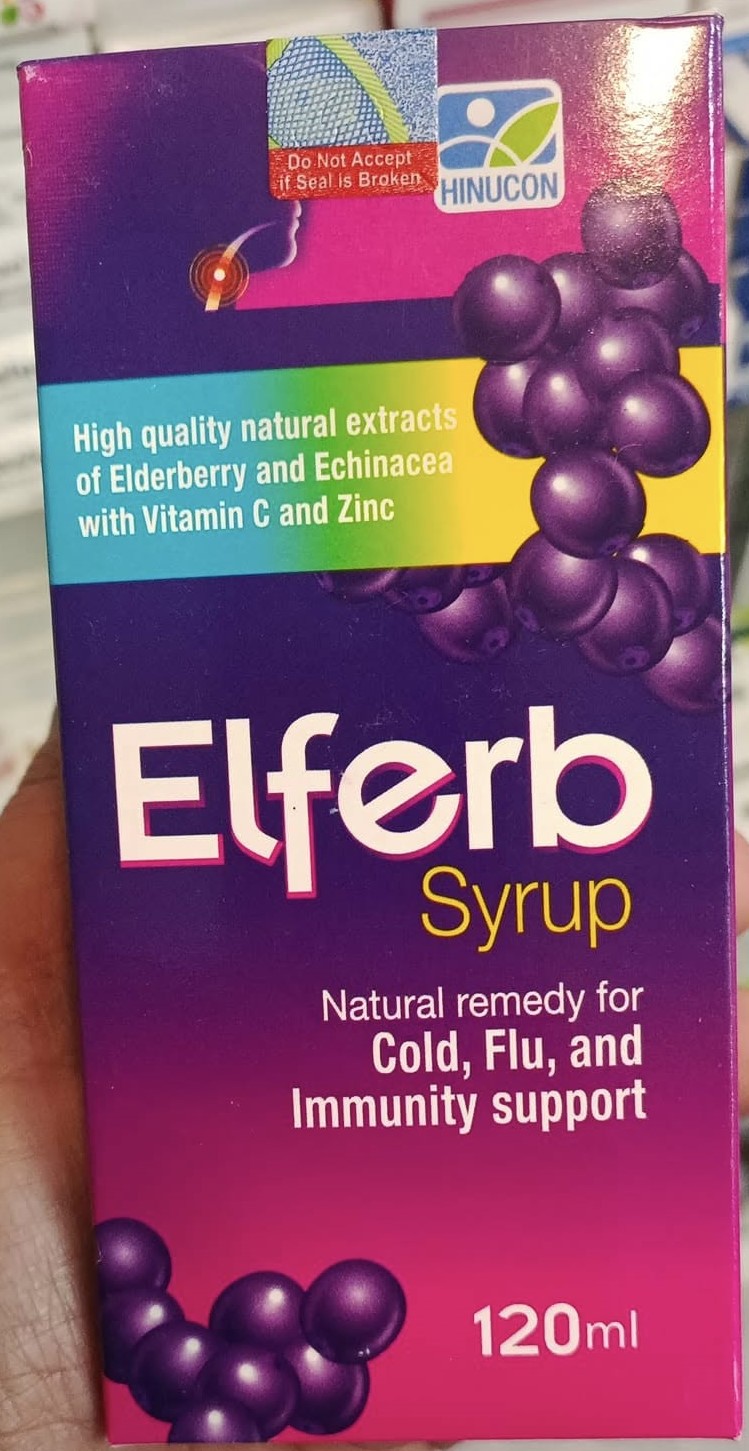 Do Not Accept
if Seal is Broken
HINUCON
High quality natural extracts
of Elderberry and Echinacea
with Vitamin C and Zinc
Elferb
Syrup
Natural remedy for
Cold, Flu, and
Immunity support
120ml